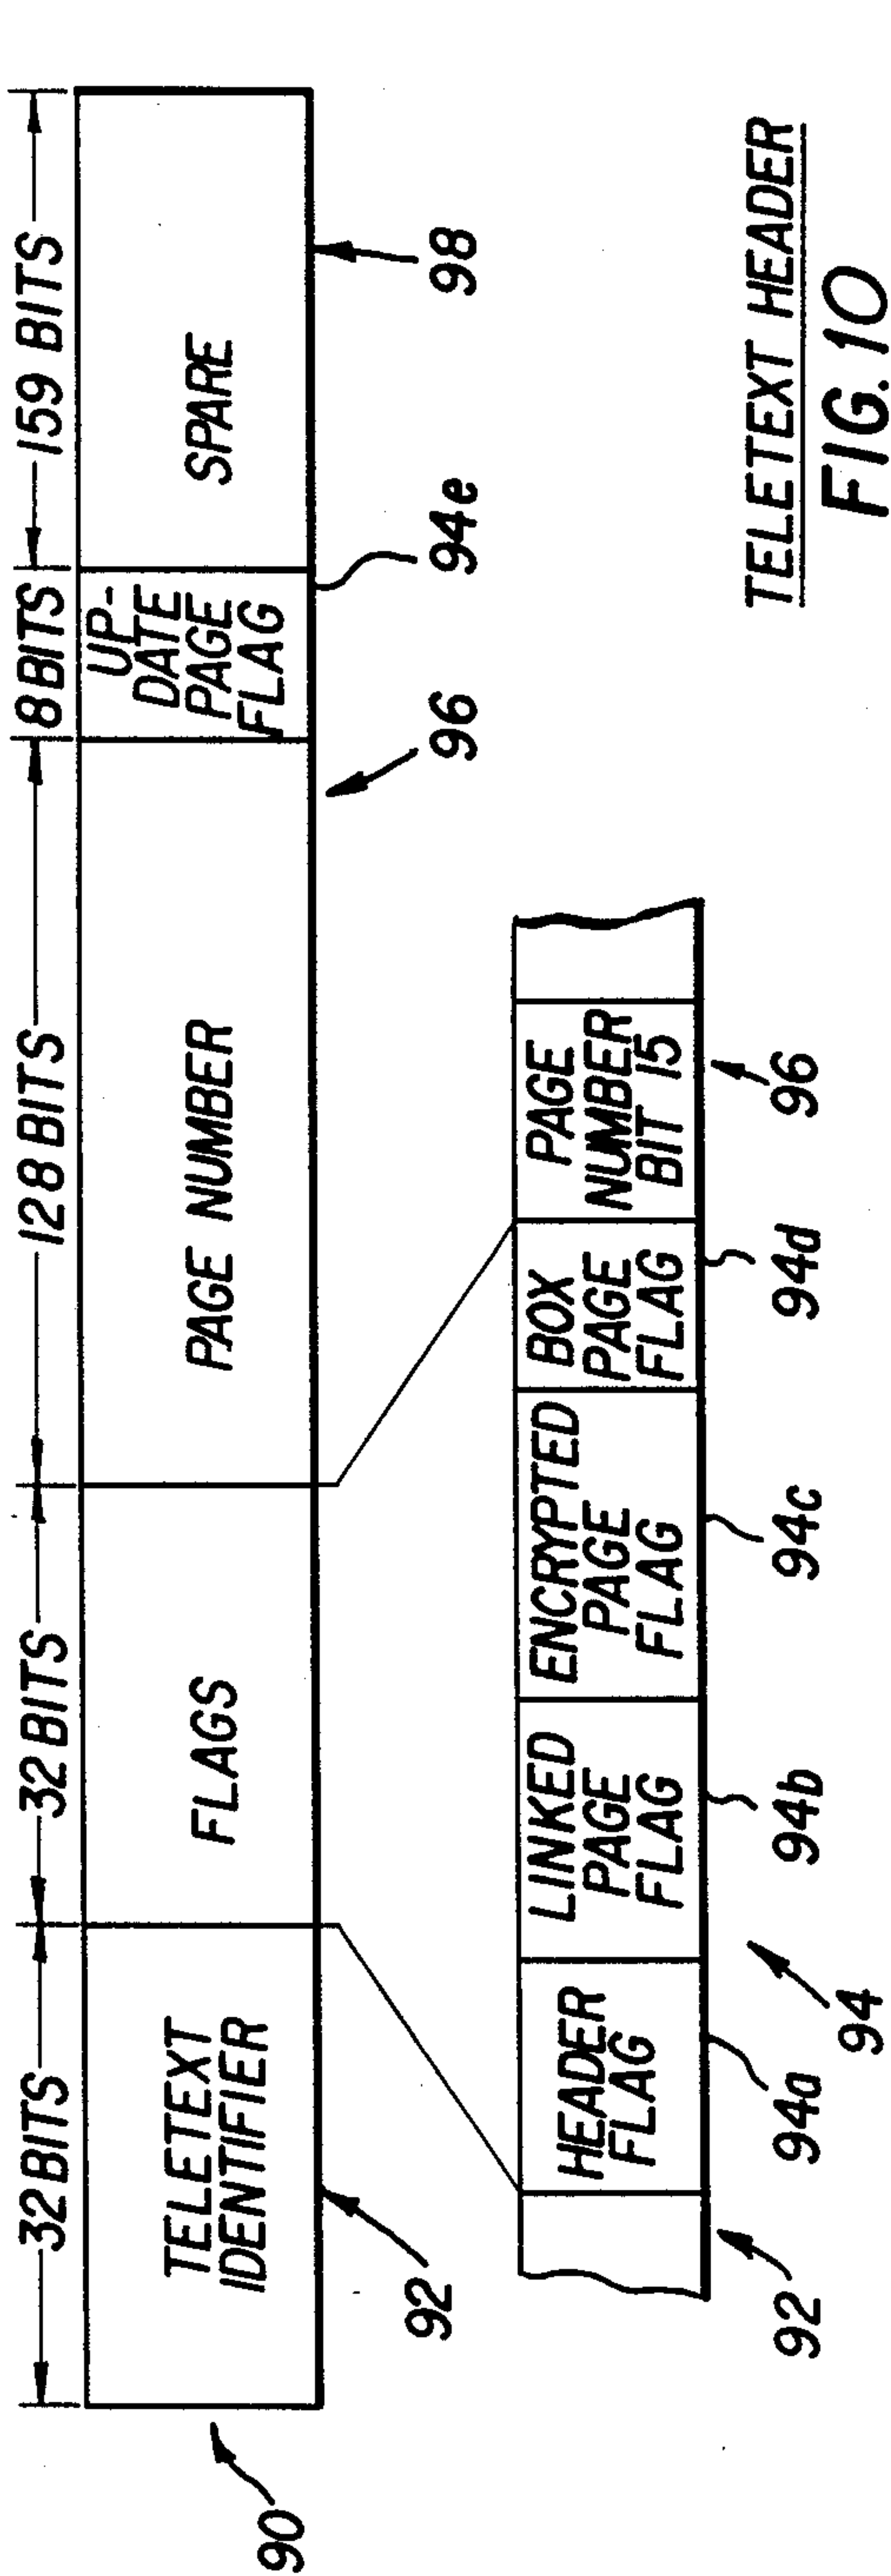 32 BITS
32 BITS
128 BITS
8 BITS
159 BITS
TELETEXT
IDENTIFIER
FLAGS
PAGE NUMBER
UP-
DATE
PAGE
FLAG
SPARE
90
92
96
94e
98
HEADER
FLAG
LINKED
PAGE
FLAG
ENCRYPTED
PAGE
FLAG
BOX
PAGE
FLAG
PAGE
NUMBER
BIT 15
92
94a
94
94b
94c
94d
96
TELETEXT HEADER
FIG. 10